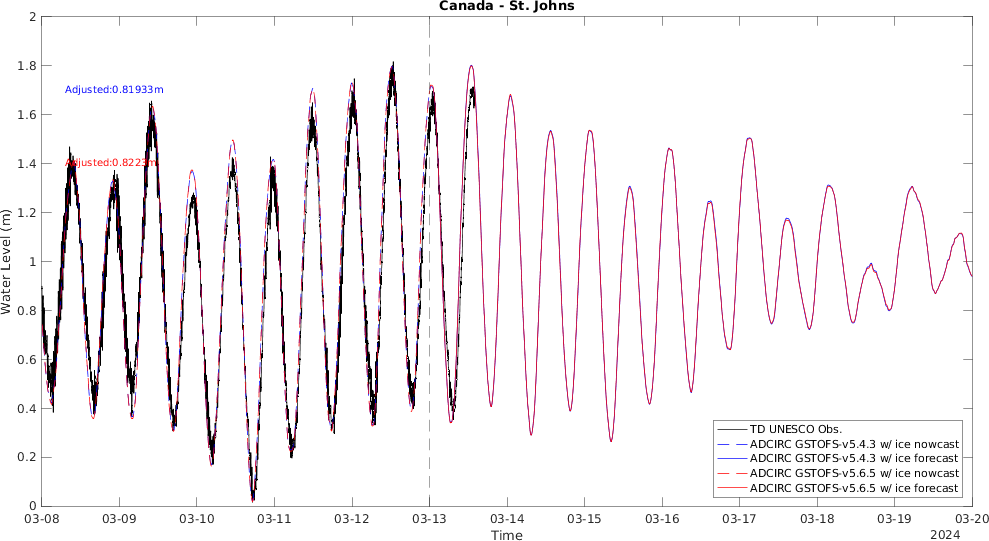 Canada - St. Johns
Water Level (m)
2
1.8
1.6
1.4
1.2
1
0.8
0.6
0.4
0.2
0
Adjusted:0.81933m
Adjusted:0.8223m
TD UNESCO Obs.
ADCIRC GSTOFS-v5.4.3 w/ ice nowcast
ADCIRC GSTOFS-v5.4.3 w/ ice forecast
ADCIRC GSTOFS-v5.6.5 w/ ice nowcast
ADCIRC GSTOFS-v5.6.5 w/ ice forecast
03-08 03-09 03-10 03-11 03-12 03-13 03-14 03-15 03-16 03-17 03-18 03-19 03-20
Time
2024